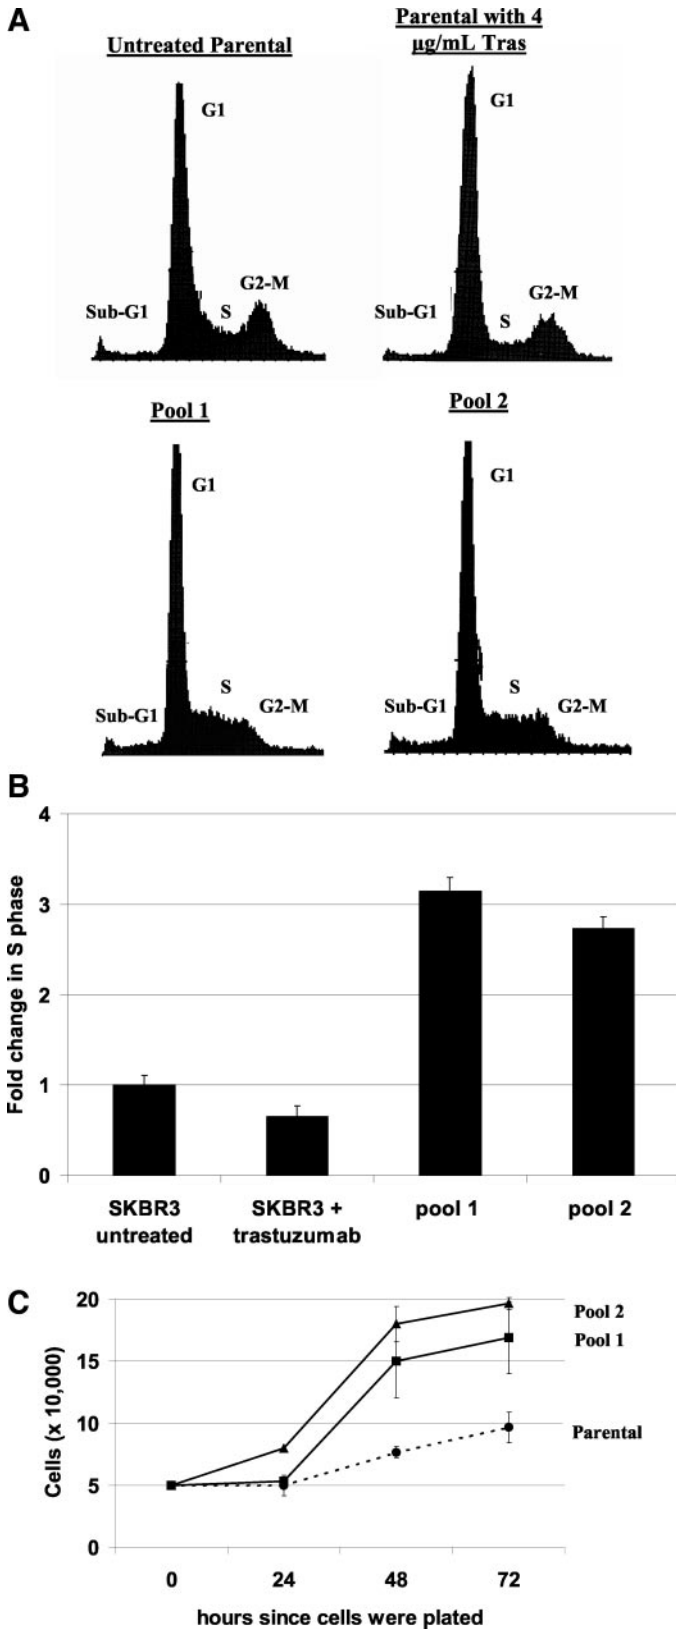 A
Untreated Parental
Parental with 4
µg/mL Tras
G1
Sub-G1
S
G2-M
G1
Sub-G1
S
G2-M
Pool 1
Pool 2
G1
Sub-G1
S
G2-M
G1
Sub-G1
S
G2-M
B
Fold change in S phase
4
3
2
1
0
SKBR3
untreated
SKBR3 +
trastuzumab
pool 1
pool 2
C
Cells (x 10,000)
20
15
10
5
0
Pool 2
Pool 1
Parental
0
24
48
72
hours since cells were plated